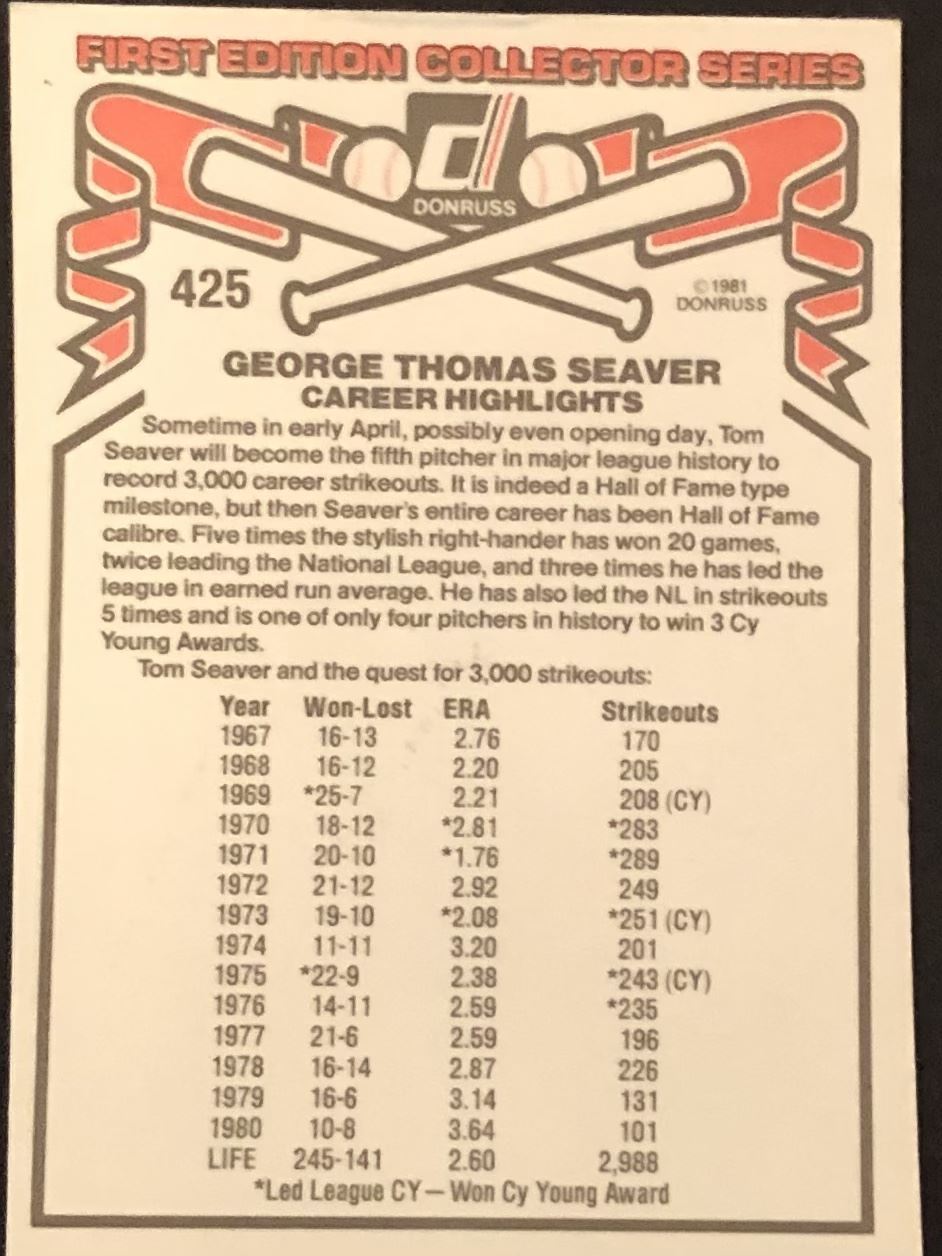 FIRST EDITION COLLECTOR SERIES
d
DONRUSS
425
©1981
DONRUSS
GEORGE THOMAS SEAVER
CAREER HIGHLIGHTS
Sometime in early April, possibly even opening day, Tom
Seaver will become the fifth pitcher in major league history to
record 3,000 career strikeouts. It is indeed a Hall of Fame type
milestone, but then Seaver's entire career has been Hall of Fame
calibre. Five times the stylish right-hander has won 20 games,
twice leading the National League, and three times he has led the
league in earned run average. He has also led the NL in strikeouts
5 times and is one of only four pitchers in history to win 3 Cy
Young Awards.
Tom Seaver and the quest for 3,000 strikeouts:
Year Won-Lost ERA Strikeouts
1967 16-13 2.76 170
1968 16-12 2.20 205
1969 *25-7 2.21 208 (CY)
1970 18-12 *2.81 *283
1971 20-10 *1.76 *289
1972 21-12 2.92 249
1973 19-10 *2.08 *251 (CY)
1974 11-11 3.20 201
1975 *22-9 2.38 *243 (CY)
1976 14-11 2.59 *235
1977 21-6 2.59 196
1978 16-14 2.87 226
1979 16-6 3.14 131
1980 10-8 3.64 101
LIFE 245-141 2.60 2,988
*Led League CY—Won Cy Young Award